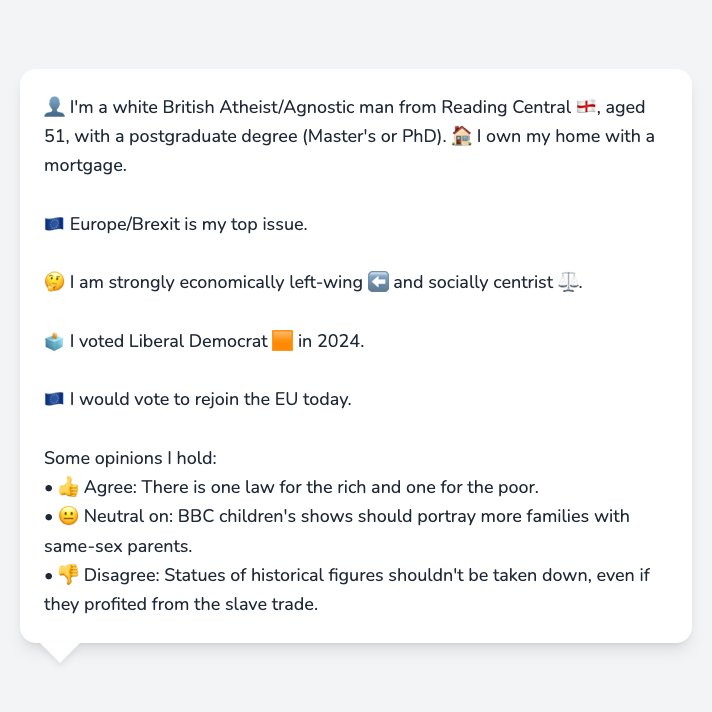 👤 I'm a white British Atheist/Agnostic man from Reading Central 🏴󠁧󠁢󠁥󠁮󠁧󠁿, aged
51, with a postgraduate degree (Master's or PhD). 🏠 I own my home with a
mortgage.
🇪🇺 Europe/Brexit is my top issue.
🤔 I am strongly economically left-wing ⬅️ and socially centrist ⚖️.
🗳️ I voted Liberal Democrat 🟧 in 2024.
🇪🇺 I would vote to rejoin the EU today.
Some opinions I hold:
• 👍 Agree: There is one law for the rich and one for the poor.
• 😐 Neutral on: BBC children's shows should portray more families with
same-sex parents.
• 👎 Disagree: Statues of historical figures shouldn't be taken down, even if
they profited from the slave trade.